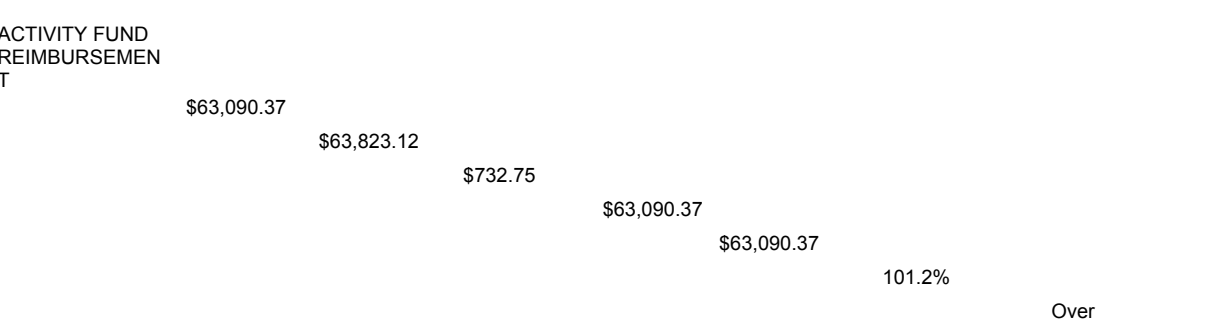 ACTIVITY FUND
REIMBURSEMEN
T
$63,090.37
$63,823.12
$732.75
$63,090.37
$63,090.37
101.2%
Over